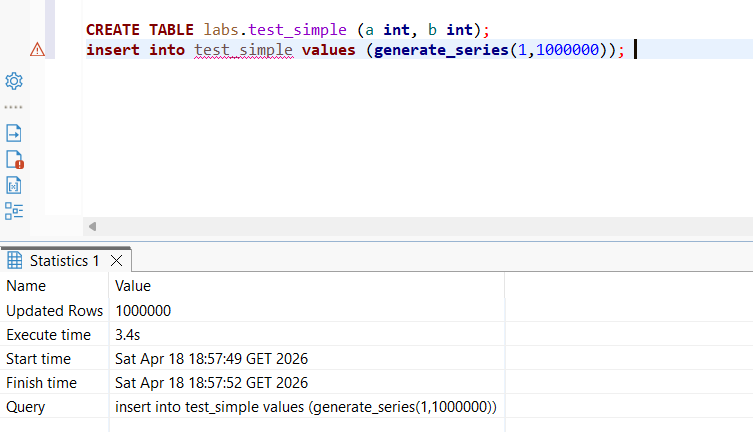 CREATE TABLE labs.test_simple (a int, b int);
insert into test_simple values (generate_series(1,1000000));
Statistics 1
Name Value
Updated Rows 1000000
Execute time 3.4s
Start time Sat Apr 18 18:57:49 GET 2026
Finish time Sat Apr 18 18:57:52 GET 2026
Query insert into test_simple values (generate_series(1,1000000))